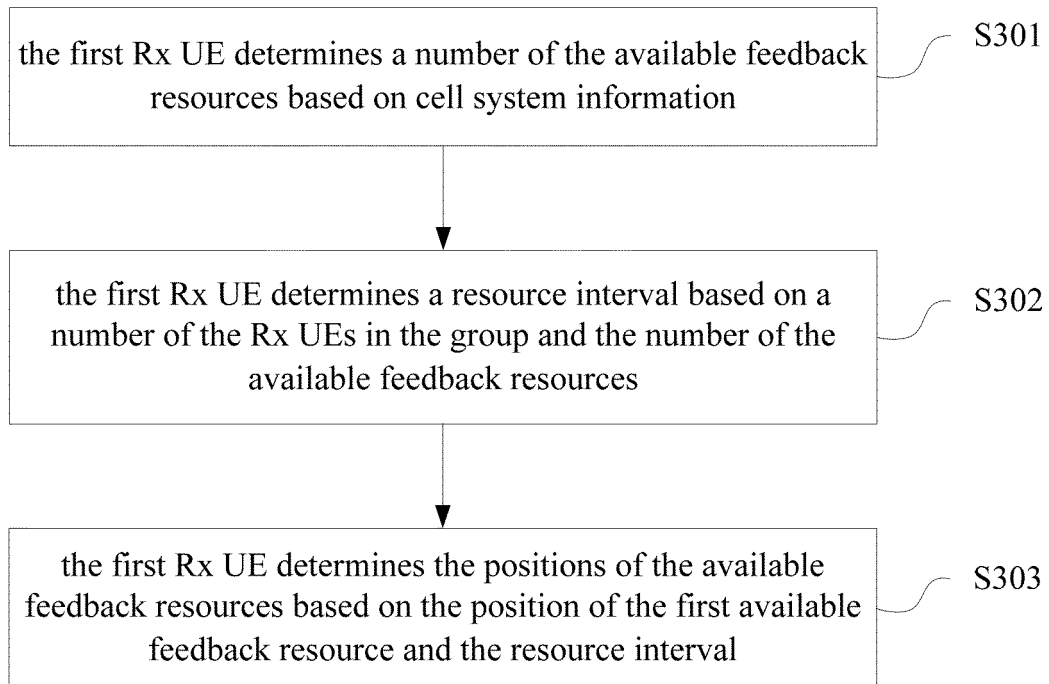 the first Rx UE determines a number of the available feedback
resources based on cell system information
S301
the first Rx UE determines a resource interval based on a
number of the Rx UEs in the group and the number of the
available feedback resources
S302
the first Rx UE determines the positions of the available
feedback resources based on the position of the first available
feedback resource and the resource interval
S303